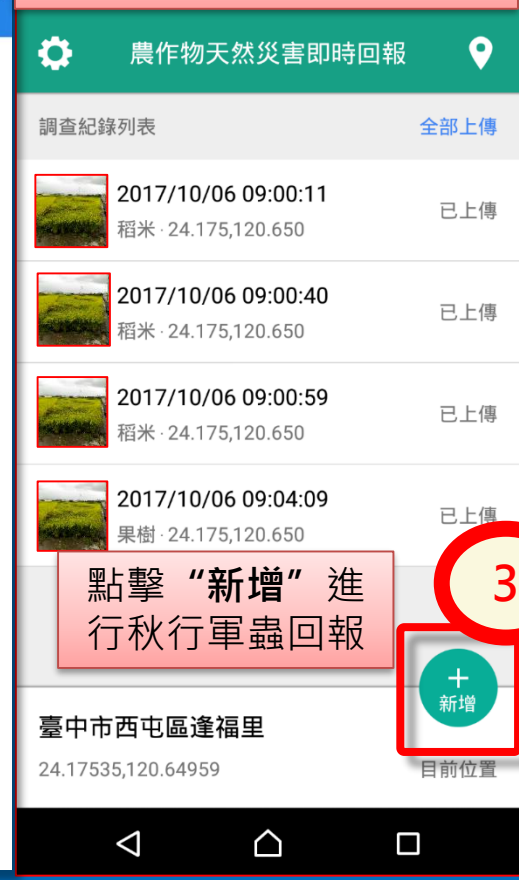 農作物天然災害即時回報
調查紀錄列表 全部上傳
2017/10/06 09:00:11
稻米 · 24.175,120.650 已上傳
2017/10/06 09:00:40
稻米 · 24.175,120.650 已上傳
2017/10/06 09:00:59
稻米 · 24.175,120.650 已上傳
2017/10/06 09:04:09
果樹 · 24.175,120.650 已上傳
點擊“新增”進
行秋行軍蟲回報
3
+
新增
臺中市西屯區逢福里
24.17535,120.64959 目前位置